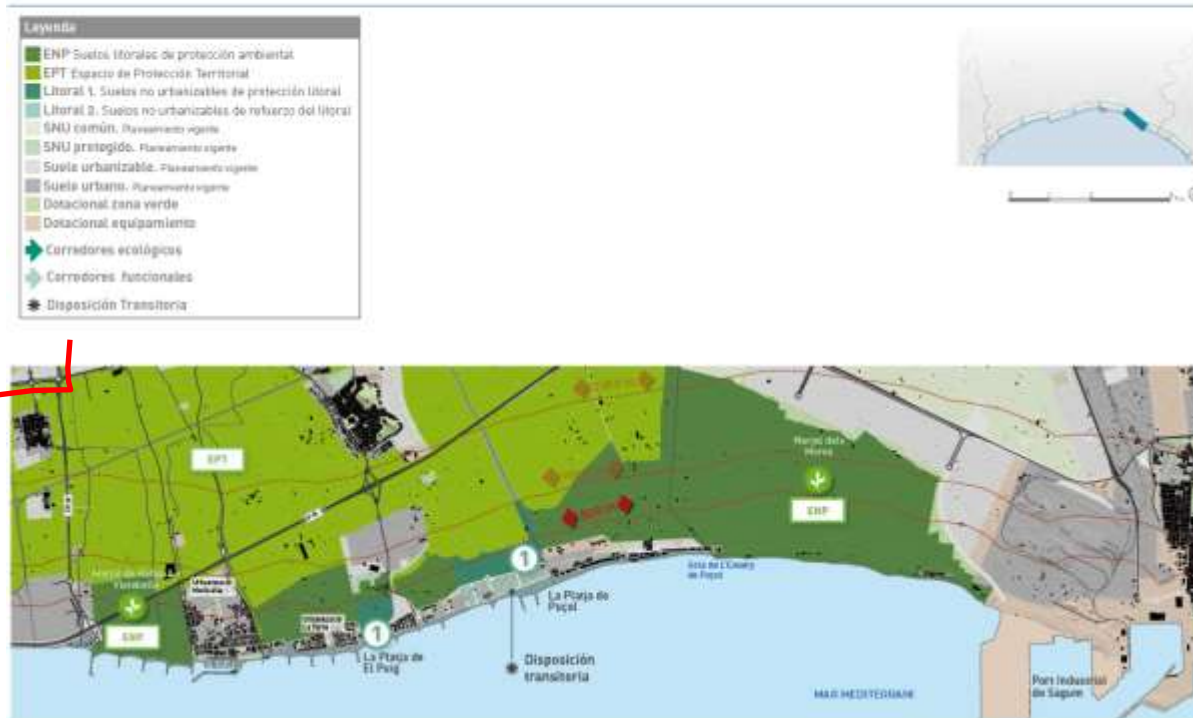 Leyenda
ENP Suelos litorales de protección ambiental
EPT Espacio de Protección Territorial
Litoral 1. Suelos no urbanizables de protección litoral
Litoral 2. Suelos no urbanizables de refuerzo del litoral
SNU común. Planeamiento vigente
SNU protegido. Planeamiento vigente
Suelo urbanizable. Planeamiento vigente
Suelo urbano. Planeamiento vigente
Dotacional zona verde
Dotacional equipamiento
Corredores ecológicos
Corredores funcionales
Disposición Transitoria
EPT
Marjal dels
Moros
ENP
1
Urbanització
ENP
1
La Platja de
Puçol
La Platja de
El Puig
Disposición
transitoria
MAR MEDITERRANI
Port Industrial
de Sagunt